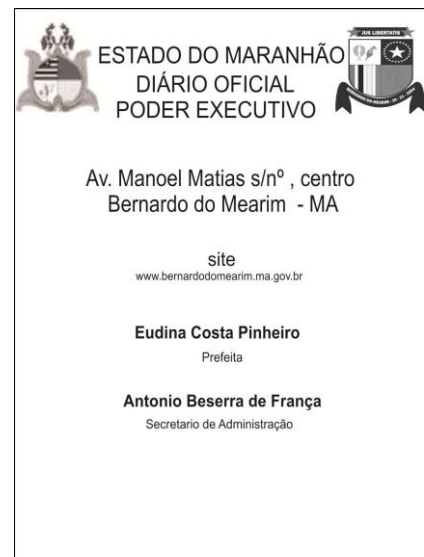 JUS LIBERTATIS
ESTADO DO MARANHÃO
DIÁRIO OFICIAL
PODER EXECUTIVO
Av. Manoel Matias s/nº , centro
Bernardo do Mearim - MA
site
www.bernardodomearim.ma.gov.br
Eudina Costa Pinheiro
Prefeita
Antonio Beserra de França
Secretario de Administração